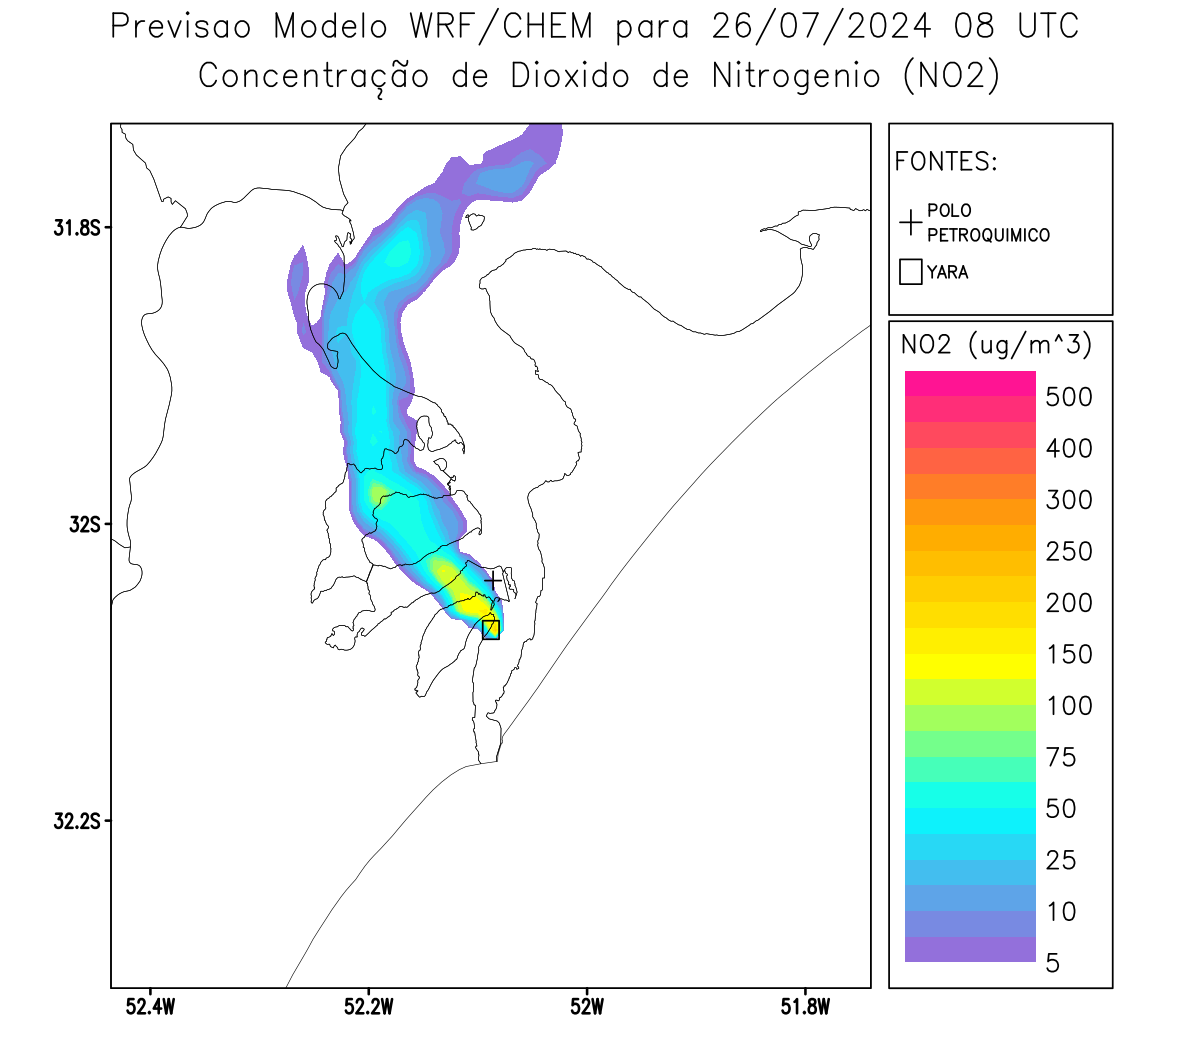 Previsao Modelo WRF/CHEM para 26/07/2024 08 UTC
Concentração de Dioxido de Nitrogenio (NO2)
FONTES:
POLO
PETROQUIMICO
YARA
NO2 (ug/m^3)
500
400
300
250
200
150
100
75
50
25
10
5
31.8S
32S
32.2S
52.4W
52.2W
52W
51.8W